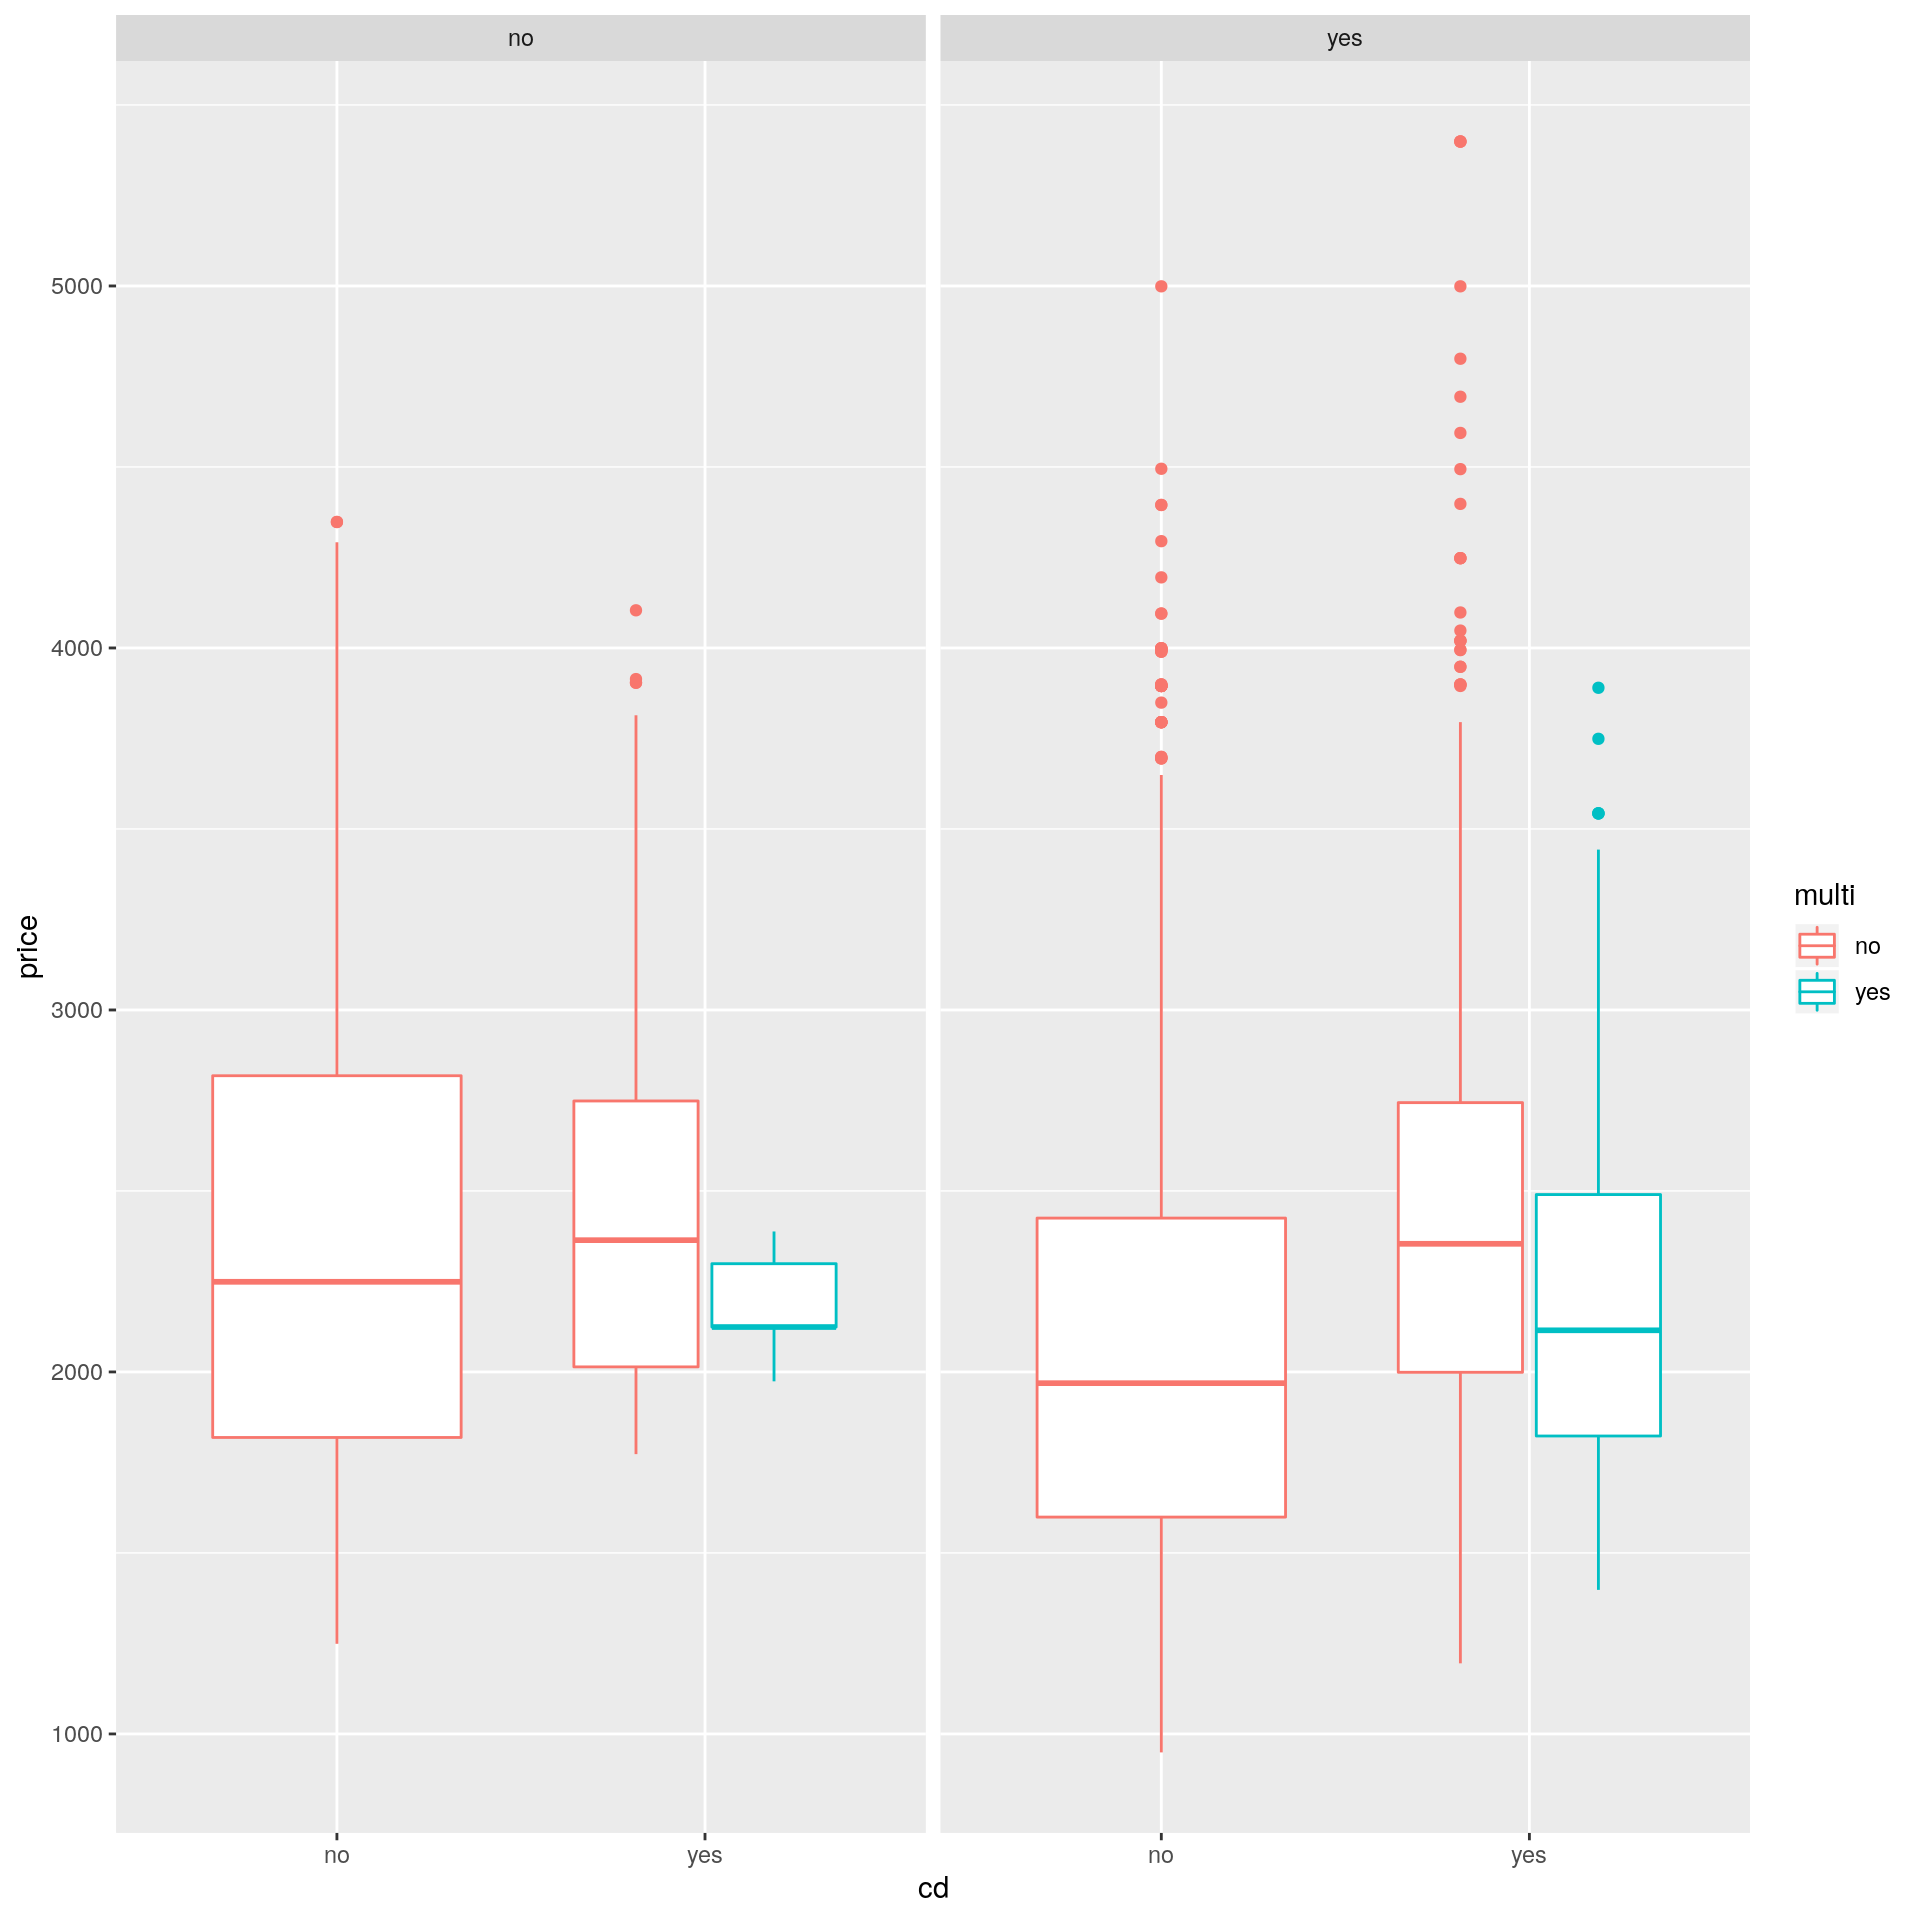 no
yes
price
5000
4000
3000
2000
1000
no
yes
no
yes
cd
multi
no
yes